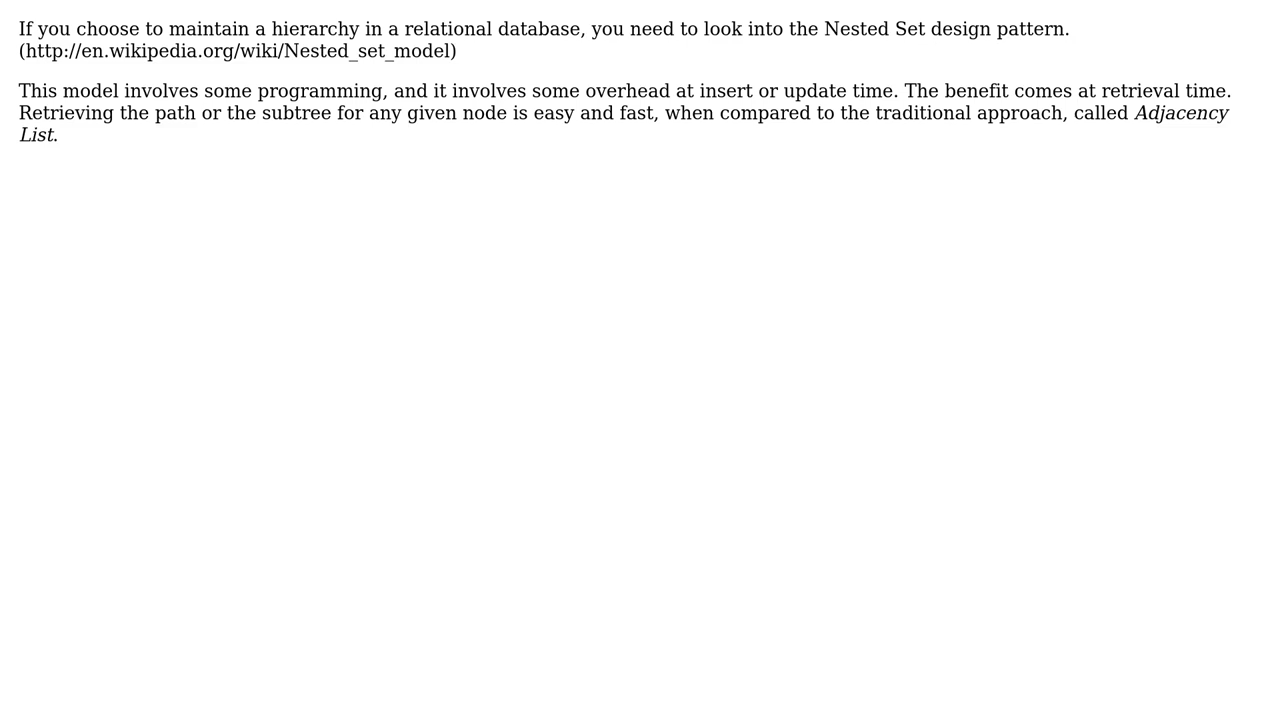 If you choose to maintain a hierarchy in a relational database, you need to look into the Nested Set design pattern.
(http://en.wikipedia.org/wiki/Nested_set_model)
This model involves some programming, and it involves some overhead at insert or update time. The benefit comes at retrieval time.
Retrieving the path or the subtree for any given node is easy and fast, when compared to the traditional approach, called Adjacency
List.